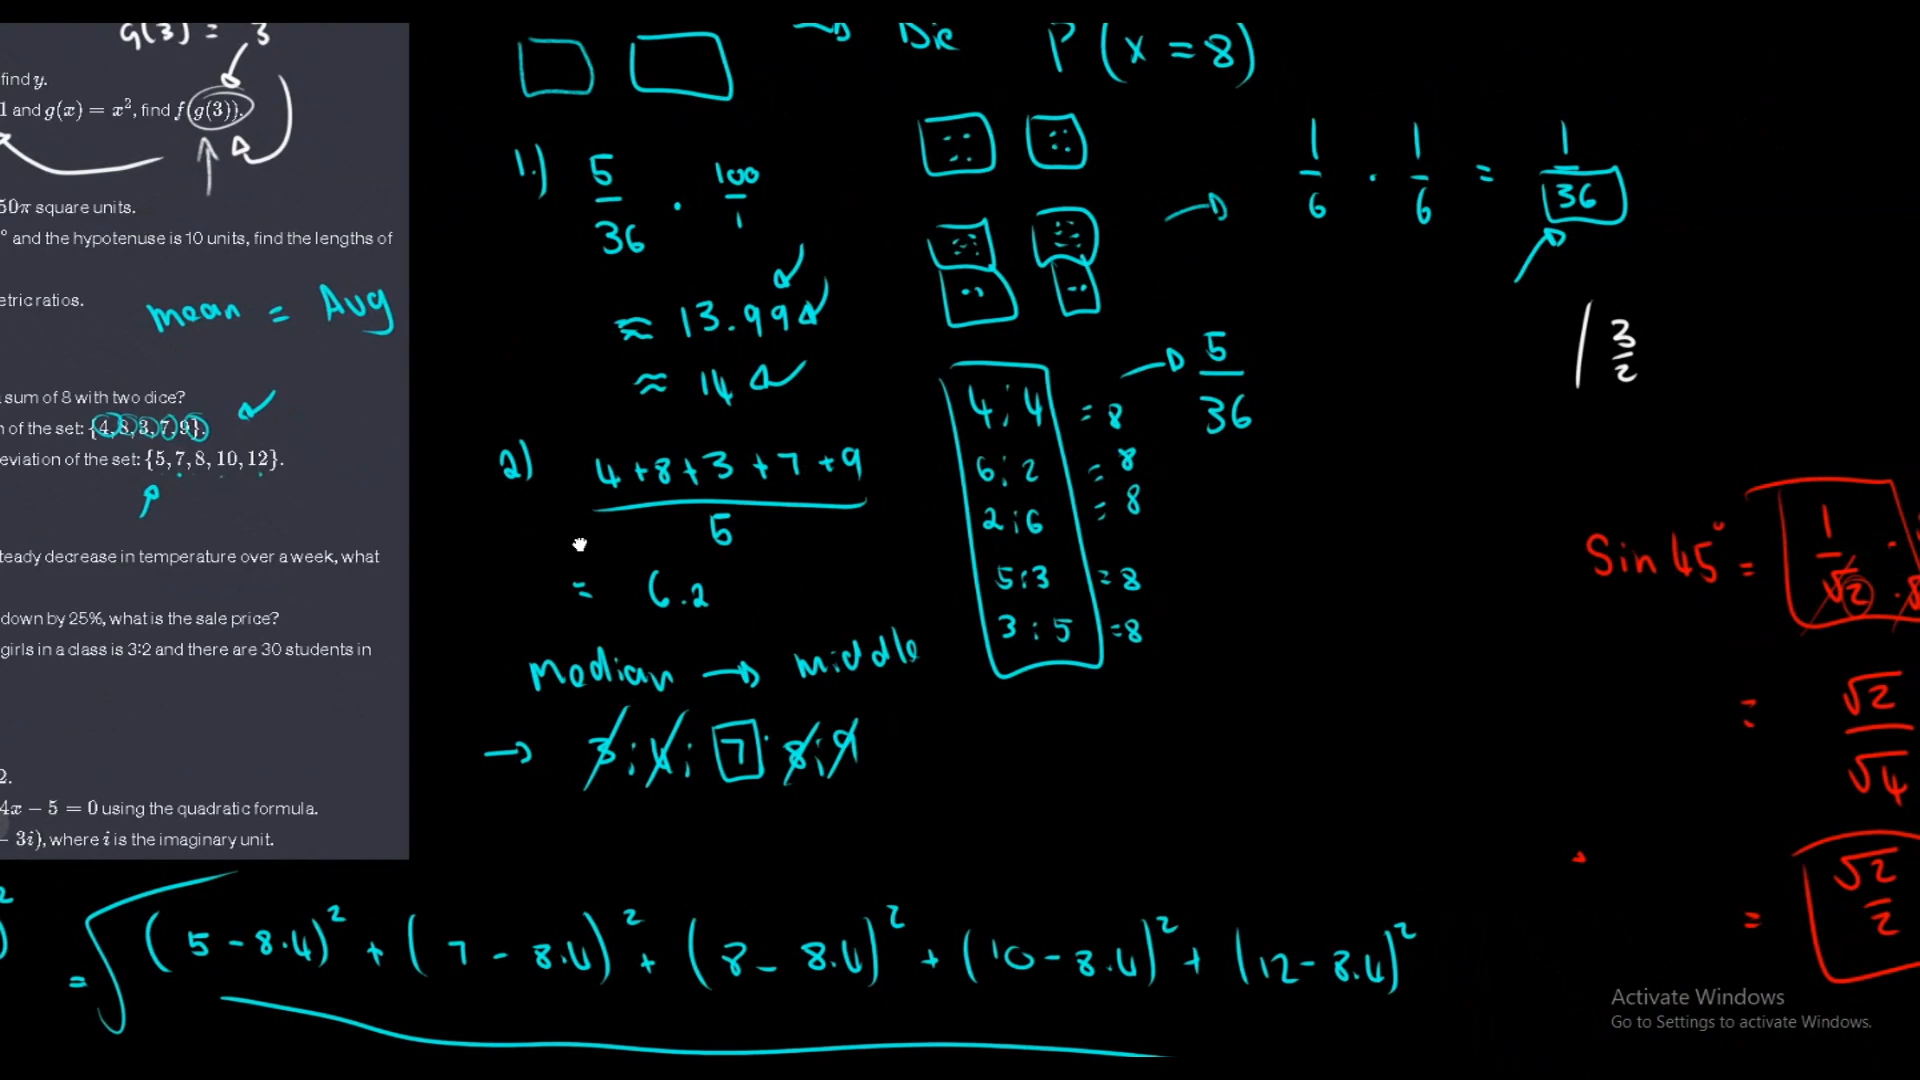 g(3) = 3
find y.
1 and g(x) = x², find f(g(3)).
50π square units.
° and the hypotenuse is 10 units, find the lengths of
etric ratios.
mean = Avg
sum of 8 with two dice?
of the set: {4, 8, 3, 7, 9}.
eviation of the set: {5, 7, 8, 10, 12}.
teady decrease in temperature over a week, what
down by 25%, what is the sale price?
girls in a class is 3:2 and there are 30 students in
2.
4x − 5 = 0 using the quadratic formula.
− 3i), where i is the imaginary unit.
→ Die P(x = 8)
1.) 5/36 · 100/1
≈ 13.99
≈ 14
→ 1/6 · 1/6 = 1/36
4 ; 4 = 8 → 5/36
6 ; 2 = 8
2 ; 6 = 8
5 ; 3 = 8
3 ; 5 = 8
2) 4+8+3+7+9
5
= 6.2
Median → middle
→ 3 ; 4 ; 7 ; 8 ; 9
3/2
Sin 45° = 1/√2 ·
= √2/√4
= √2/2
= √(5 − 8.4)² + (7 − 8.4)² + (8 − 8.4)² + (10 − 8.4)² + (12 − 8.4)²
Activate Windows
Go to Settings to activate Windows.